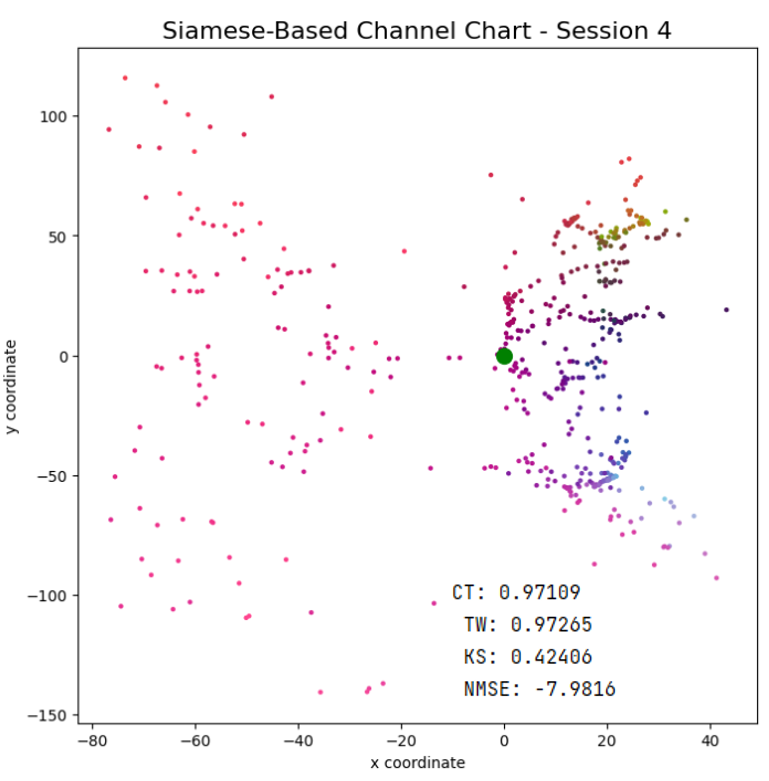 Siamese-Based Channel Chart - Session 4
100
50
0
−50
−100
−150
y coordinate
CT: 0.97109
TW: 0.97265
KS: 0.42406
NMSE: -7.9816
−80 −60 −40 −20 0 20 40
x coordinate